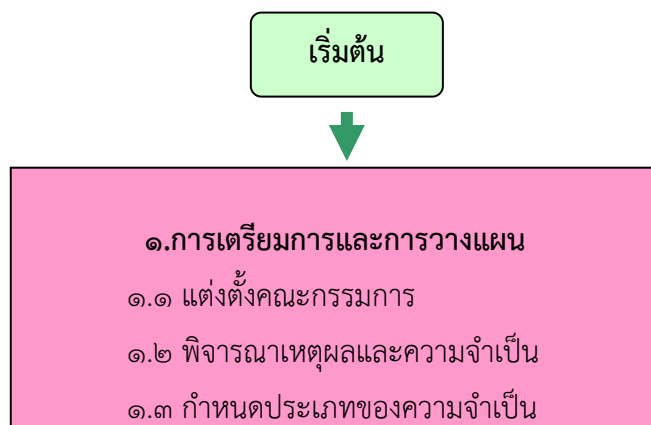 เริ่มต้น
๑.การเตรียมการและการวางแผน
๑.๑ แต่งตั้งคณะกรรมการ
๑.๒ พิจารณาเหตุผลและความจำเป็น
๑.๓ กำหนดประเภทของความจำเป็น